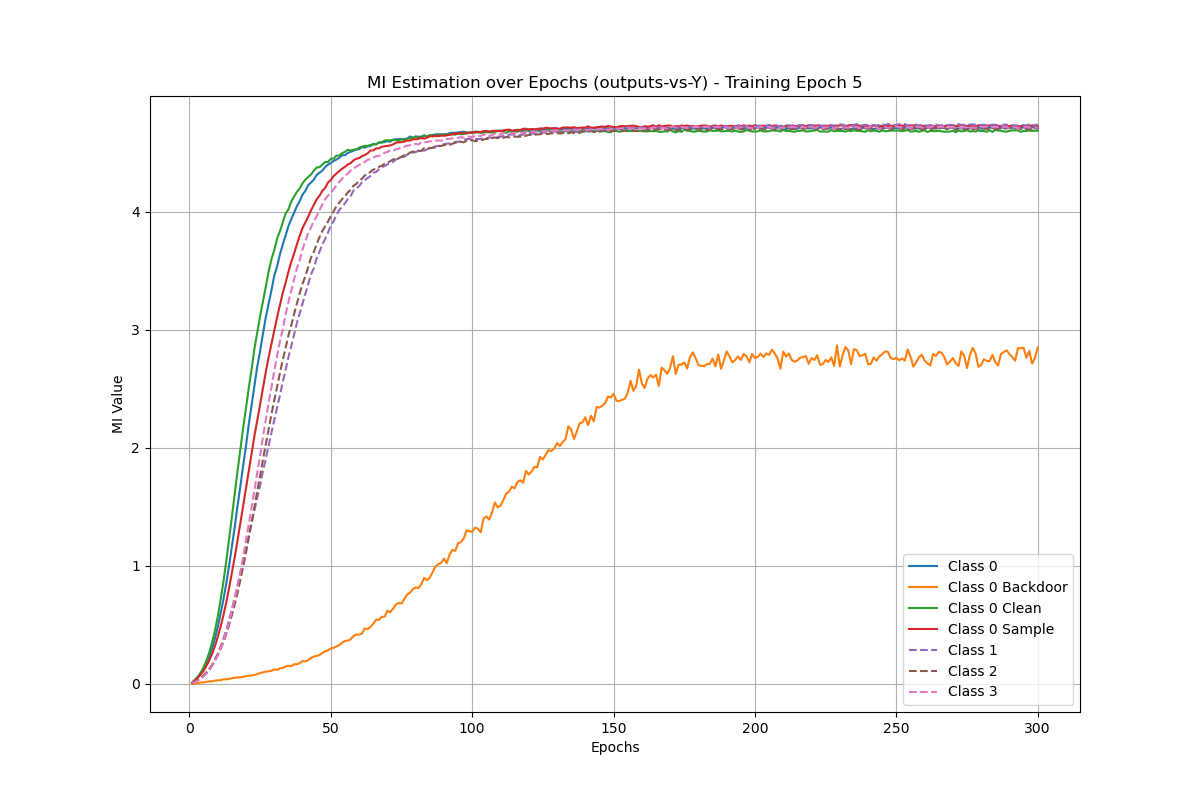 MI Estimation over Epochs (outputs-vs-Y) - Training Epoch 5
MI Value
4
3
2
1
0
0 50 100 150 200 250 300
Epochs
Class 0
Class 0 Backdoor
Class 0 Clean
Class 0 Sample
Class 1
Class 2
Class 3